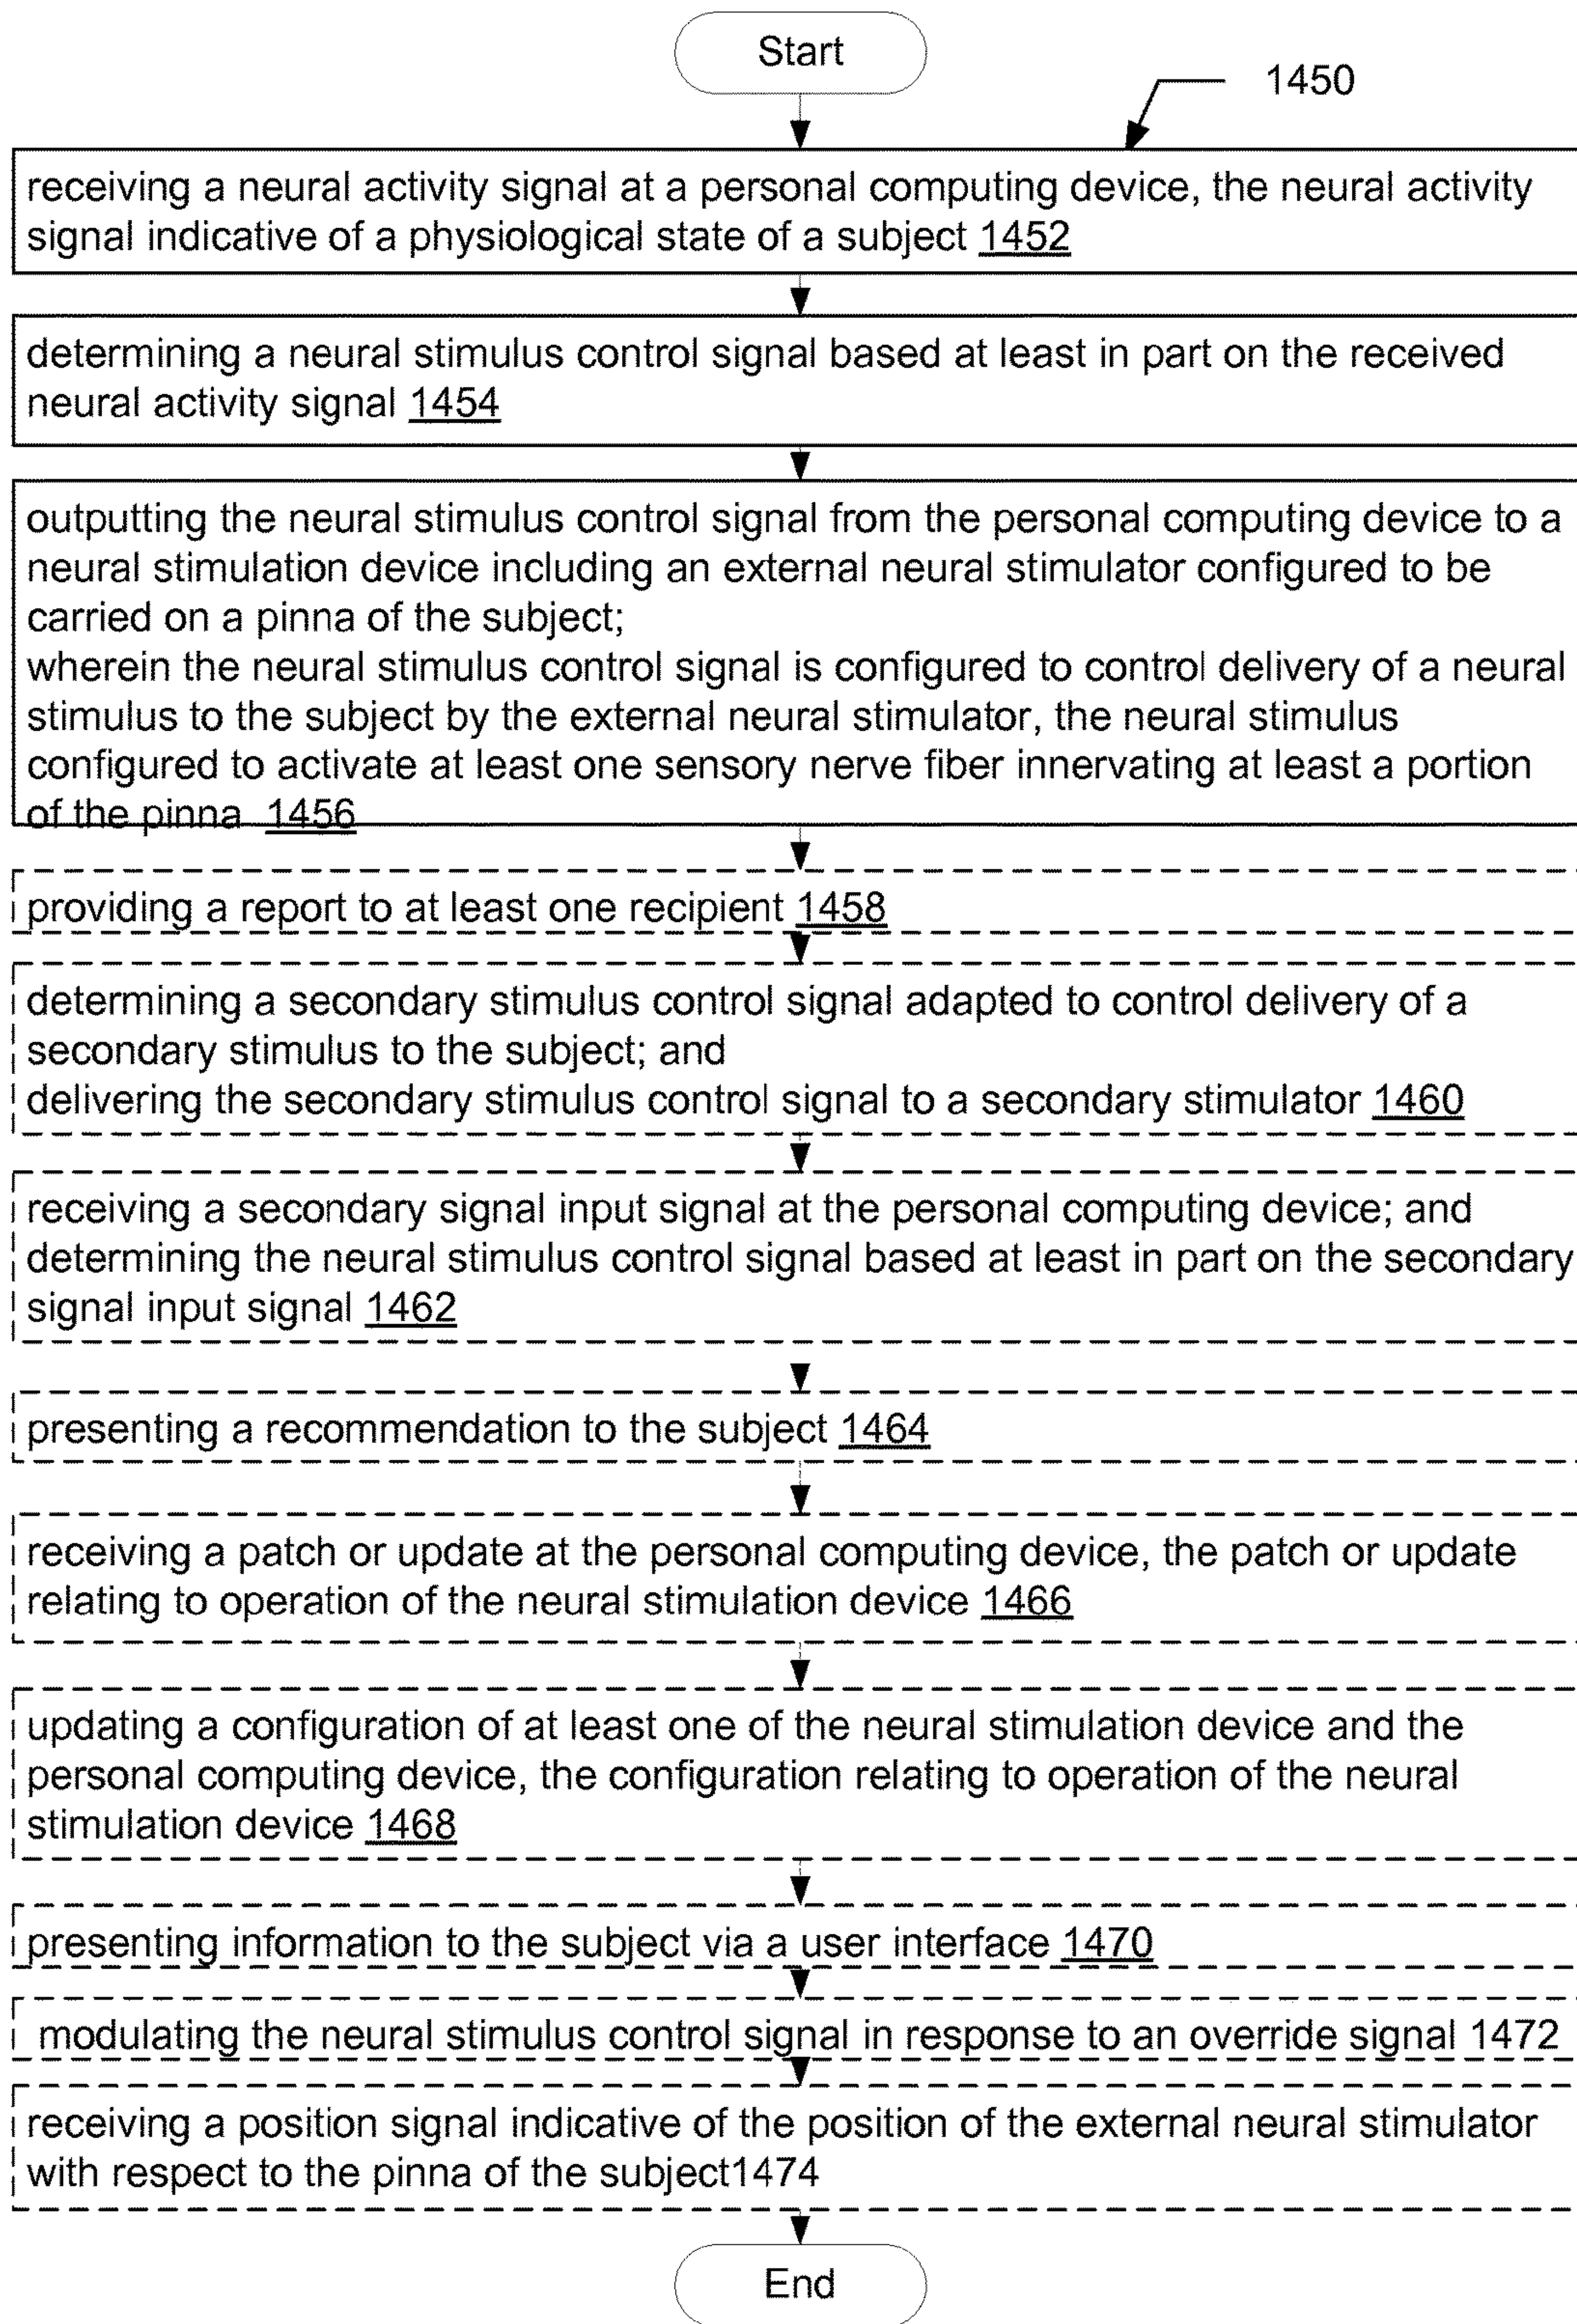 Start
1450
receiving a neural activity signal at a personal computing device, the neural activity
signal indicative of a physiological state of a subject 1452
determining a neural stimulus control signal based at least in part on the received
neural activity signal 1454
outputting the neural stimulus control signal from the personal computing device to a
neural stimulation device including an external neural stimulator configured to be
carried on a pinna of the subject;
wherein the neural stimulus control signal is configured to control delivery of a neural
stimulus to the subject by the external neural stimulator, the neural stimulus
configured to activate at least one sensory nerve fiber innervating at least a portion
of the pinna 1456
providing a report to at least one recipient 1458
determining a secondary stimulus control signal adapted to control delivery of a
secondary stimulus to the subject; and
delivering the secondary stimulus control signal to a secondary stimulator 1460
receiving a secondary signal input signal at the personal computing device; and
determining the neural stimulus control signal based at least in part on the secondary
signal input signal 1462
presenting a recommendation to the subject 1464
receiving a patch or update at the personal computing device, the patch or update
relating to operation of the neural stimulation device 1466
updating a configuration of at least one of the neural stimulation device and the
personal computing device, the configuration relating to operation of the neural
stimulation device 1468
presenting information to the subject via a user interface 1470
modulating the neural stimulus control signal in response to an override signal 1472
receiving a position signal indicative of the position of the external neural stimulator
with respect to the pinna of the subject1474
End